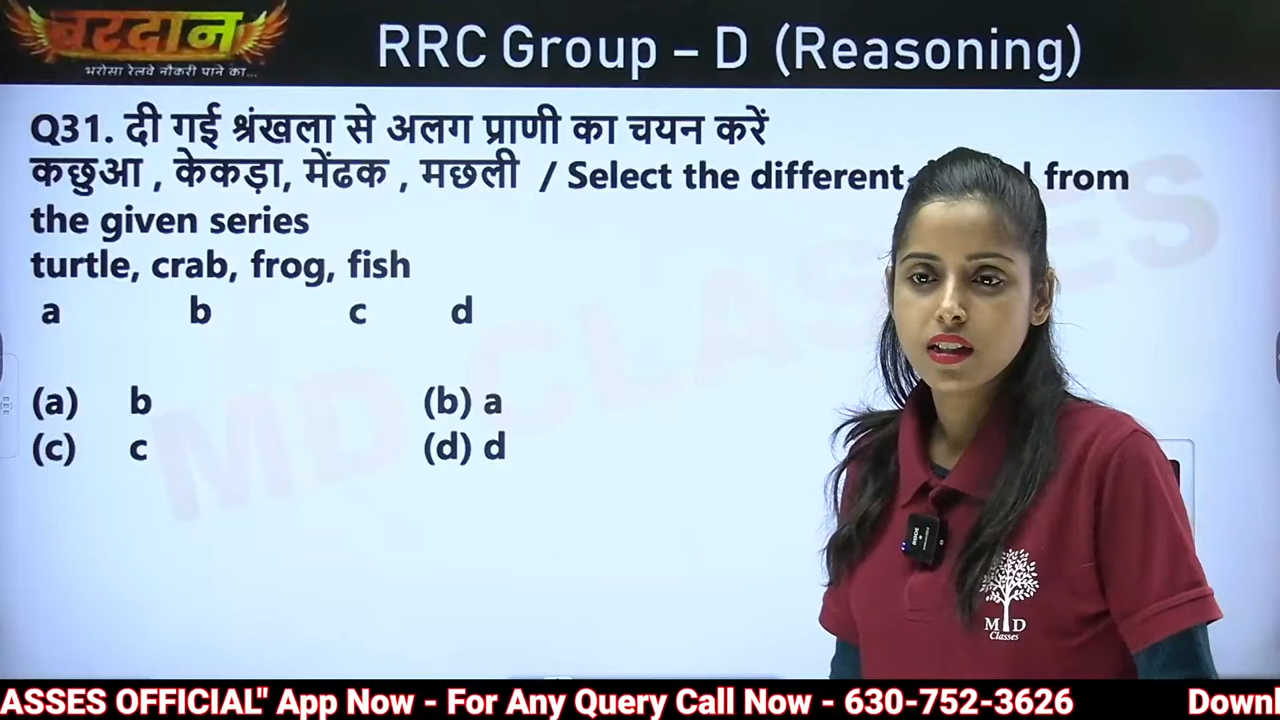 वरदान
भरोसा रेलवे नौकरी पाने का...
RRC Group – D (Reasoning)
Q31. दी गई श्रंखला से अलग प्राणी का चयन करें
कछुआ , केकड़ा, मेंढक , मछली / Select the different from
the given series
turtle, crab, frog, fish
a b c d
(a) b (b) a
(c) c (d) d
MD CLASSES
MD
Classes
ASSES OFFICIAL" App Now - For Any Query Call Now - 630-752-3626 Downl